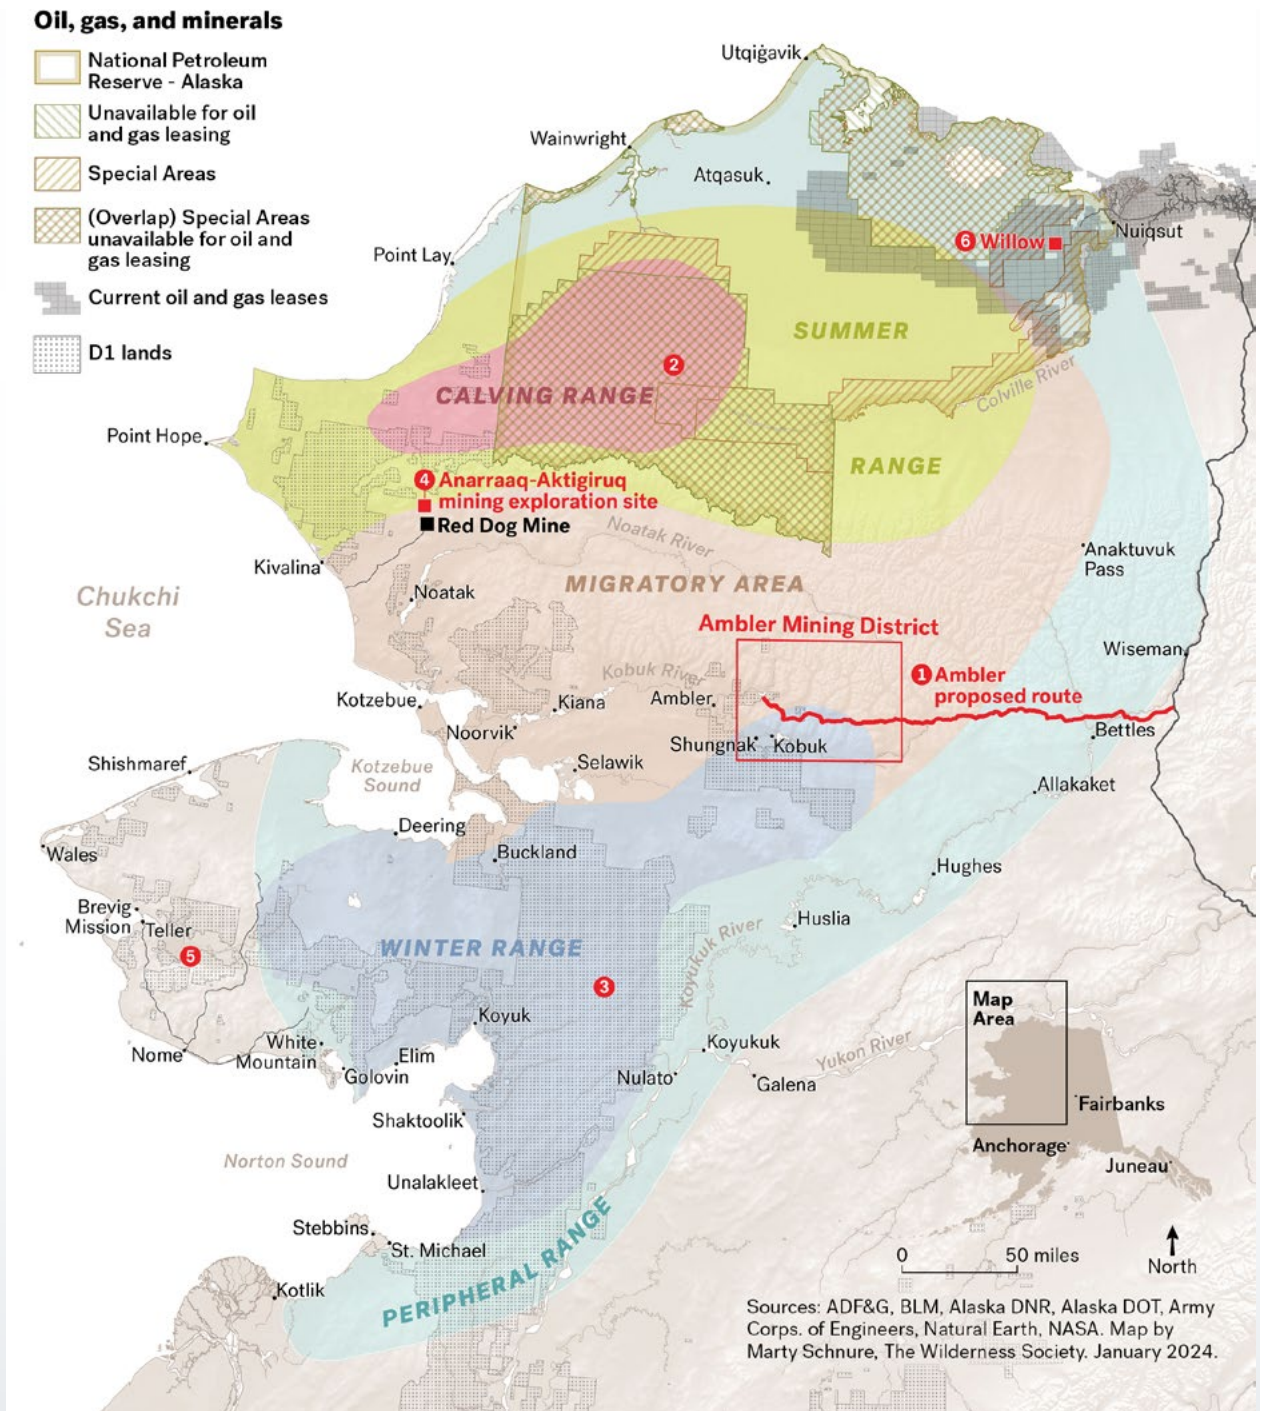 Oil, gas, and minerals
National Petroleum
Reserve - Alaska
Unavailable for oil
and gas leasing
Special Areas
(Overlap) Special Areas
unavailable for oil and
gas leasing
Current oil and gas leases
D1 lands
Utqiġavik
Wainwright
Atqasuk
Point Lay
6 Willow
Nuiqsut
SUMMER
2
CALVING RANGE
Colville River
Point Hope
RANGE
4 Anarraaq-Aktigiruq
mining exploration site
Red Dog Mine
Noatak River
Kivalina
Anaktuvuk
Pass
Chukchi
Sea
Noatak
MIGRATORY AREA
Ambler Mining District
Wiseman
Kobuk River
1 Ambler
proposed route
Kotzebue
Kiana
Ambler
Noorvik
Shungnak
Kobuk
Bettles
Shishmaref
Kotzebue
Sound
Selawik
Allakaket
Deering
Wales
Buckland
Hughes
Brevig
Mission
Teller
Huslia
5
WINTER RANGE
Koyukuk River
3
Map
Area
Koyuk
White
Mountain
Nome
Elim
Koyukuk
Yukon River
Golovin
Nulato
Galena
Fairbanks
Shaktoolik
Anchorage
Norton Sound
Juneau
Unalakleet
Stebbins
St. Michael
PERIPHERAL RANGE
0 50 miles
North
Kotlik
Sources: ADF&G, BLM, Alaska DNR, Alaska DOT, Army
Corps. of Engineers, Natural Earth, NASA. Map by
Marty Schnure, The Wilderness Society. January 2024.